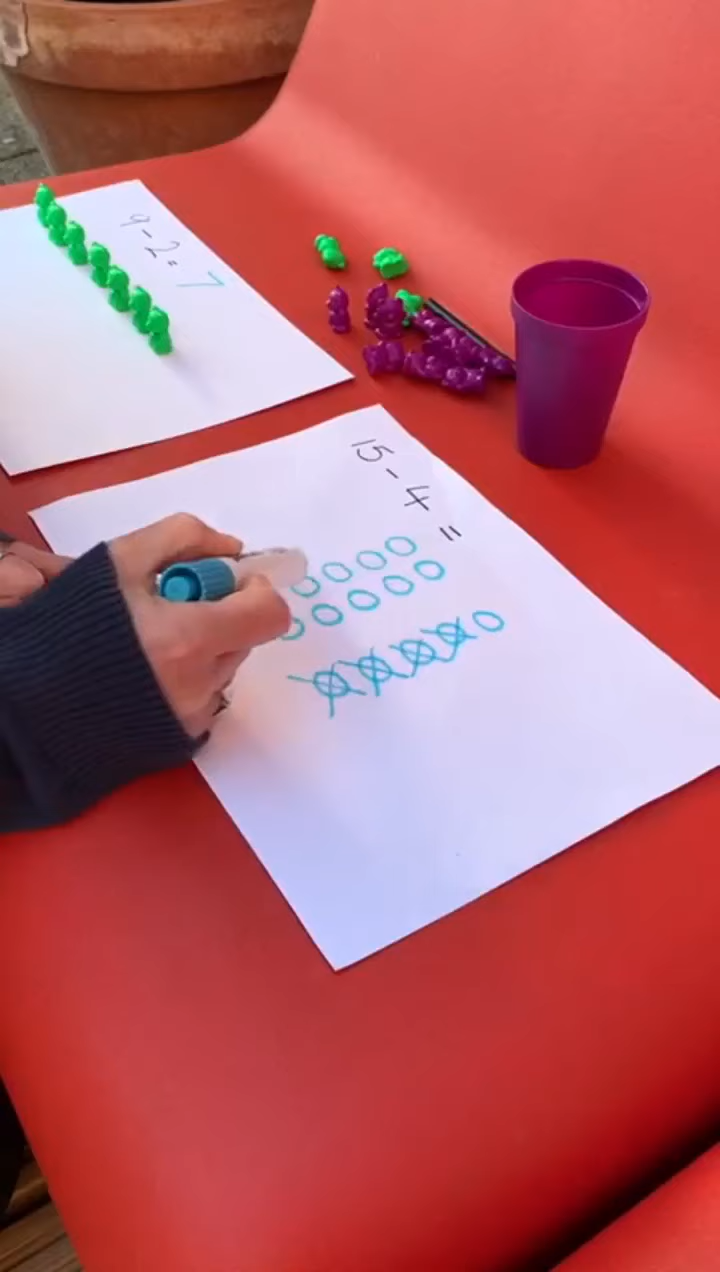 9 - 2 = 7
15 - 4 =